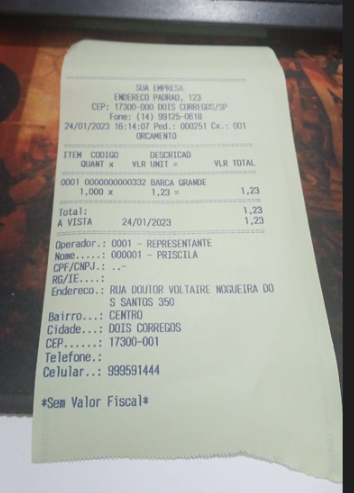 SUA EMPRESA
ENDERECO PADRAO, 123
CEP: 17300-000 DOIS CORREGOS/SP
Fone: (14) 99125-0618
24/01/2023 16:14:07 Ped.: 000251 Cx.: 001
ORCAMENTO
ITEM CODIGO DESCRICAO
QUANT x VLR UNIT = VLR TOTAL
0001 0000000000332 BARCA GRANDE
1,000 x 1,23 = 1,23
Total: 1,23
A VISTA 24/01/2023 1,23
Operador.: 0001 - REPRESENTANTE
Nome.....: 000001 - PRISCILA
CPF/CNPJ.: ..-
RG/IE....:
Endereco.: RUA DOUTOR VOLTAIRE NOGUEIRA DO
S SANTOS 350
Bairro...: CENTRO
Cidade...: DOIS CORREGOS
CEP......: 17300-001
Telefone.:
Celular..: 999591444
*Sem Valor Fiscal*